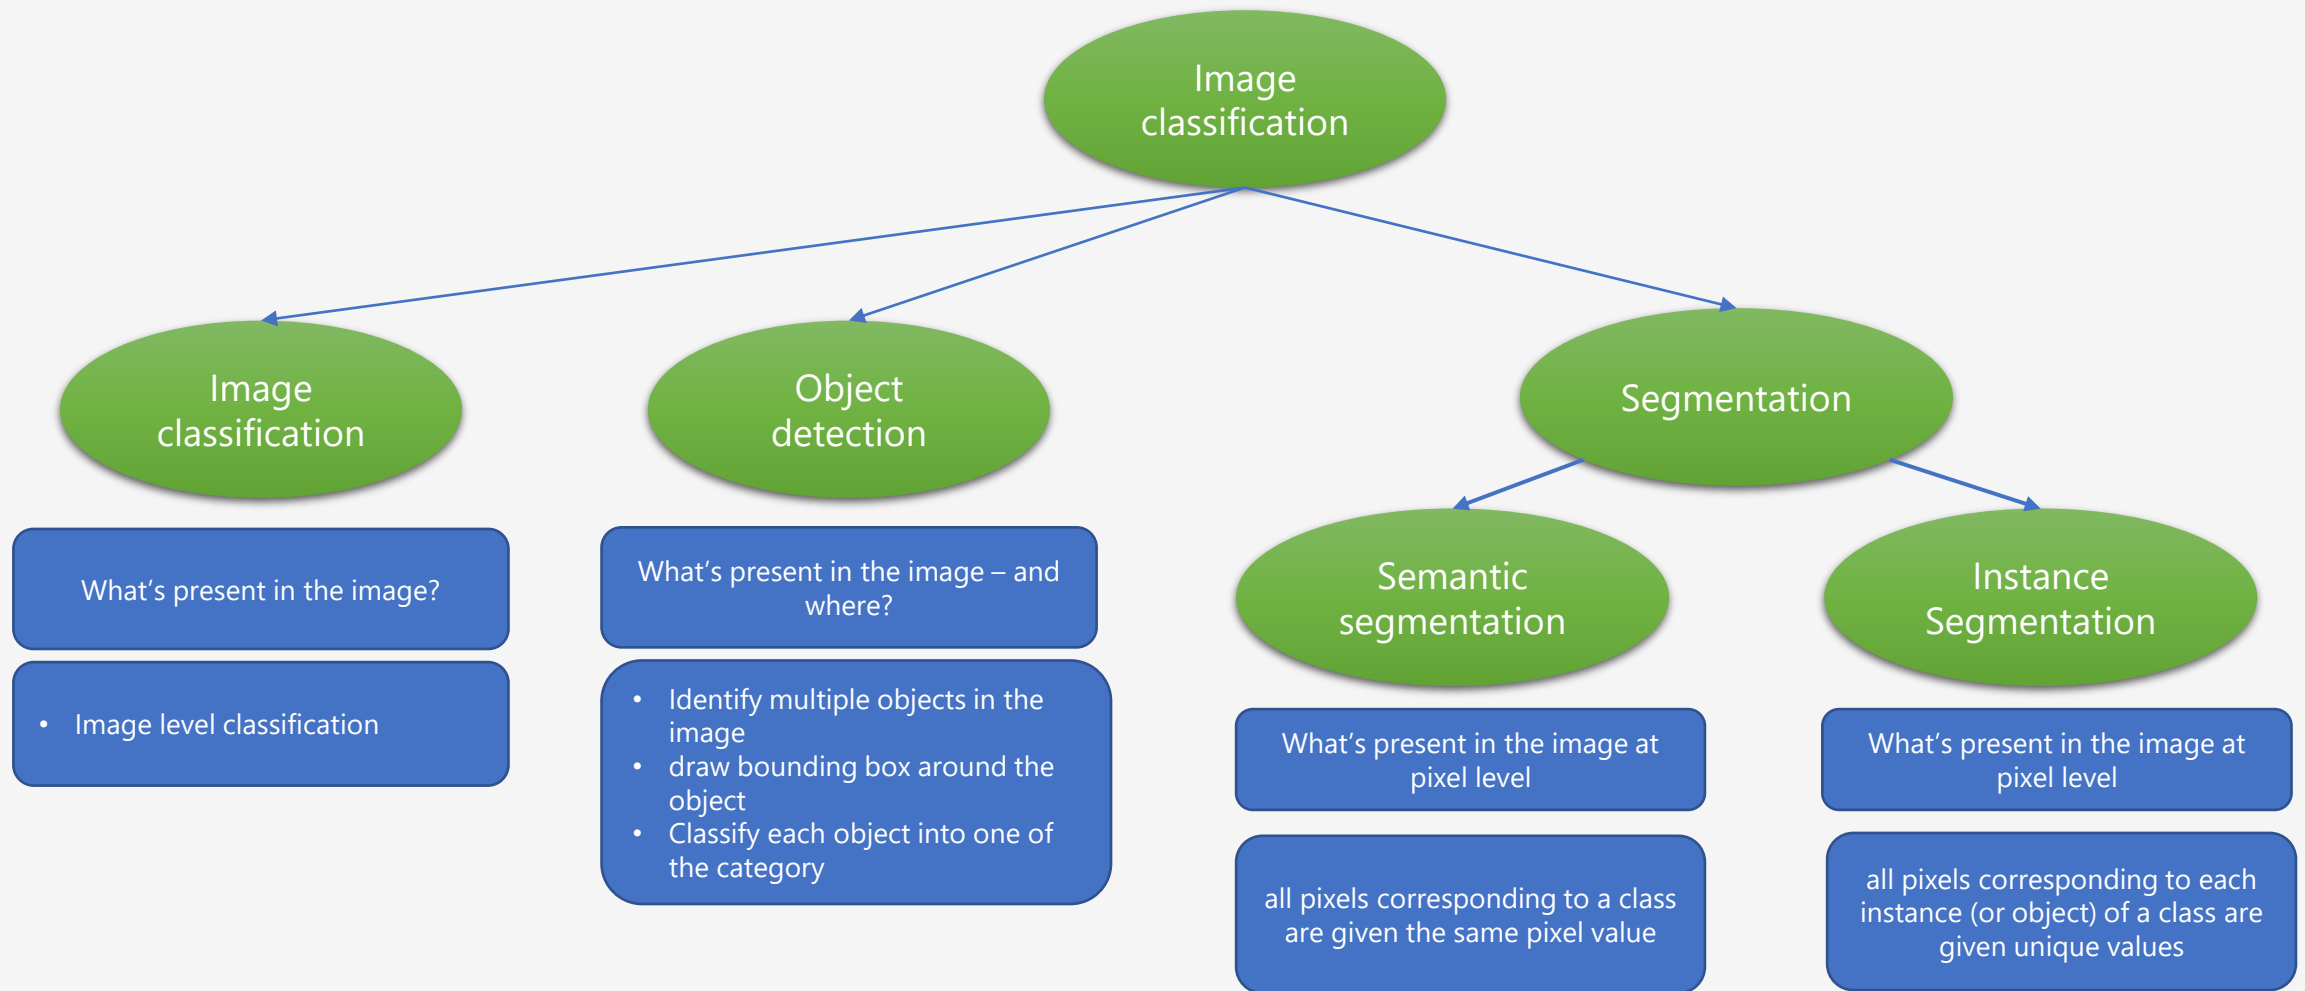 Image
classification
Image
classification
Object
detection
Segmentation
What’s present in the image?
What’s present in the image – and
where?
Semantic
segmentation
Instance
Segmentation
• Image level classification
• Identify multiple objects in the
image
• draw bounding box around the
object
• Classify each object into one of
the category
What’s present in the image at
pixel level
What’s present in the image at
pixel level
all pixels corresponding to a class
are given the same pixel value
all pixels corresponding to each
instance (or object) of a class are
given unique values